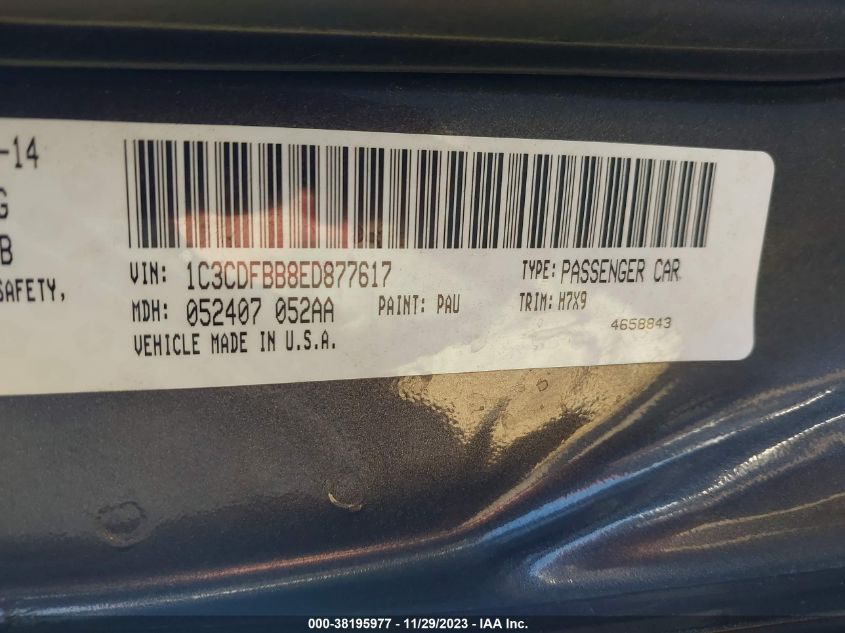 -14
G
B
SAFETY,
VIN: 1C3CDFBB8ED877617 TYPE: PASSENGER CAR
MDH: 052407 052AA PAINT: PAU TRIM: H7X9
4658843
VEHICLE MADE IN U.S.A.
000-38195977 - 11/29/2023 - IAA Inc.